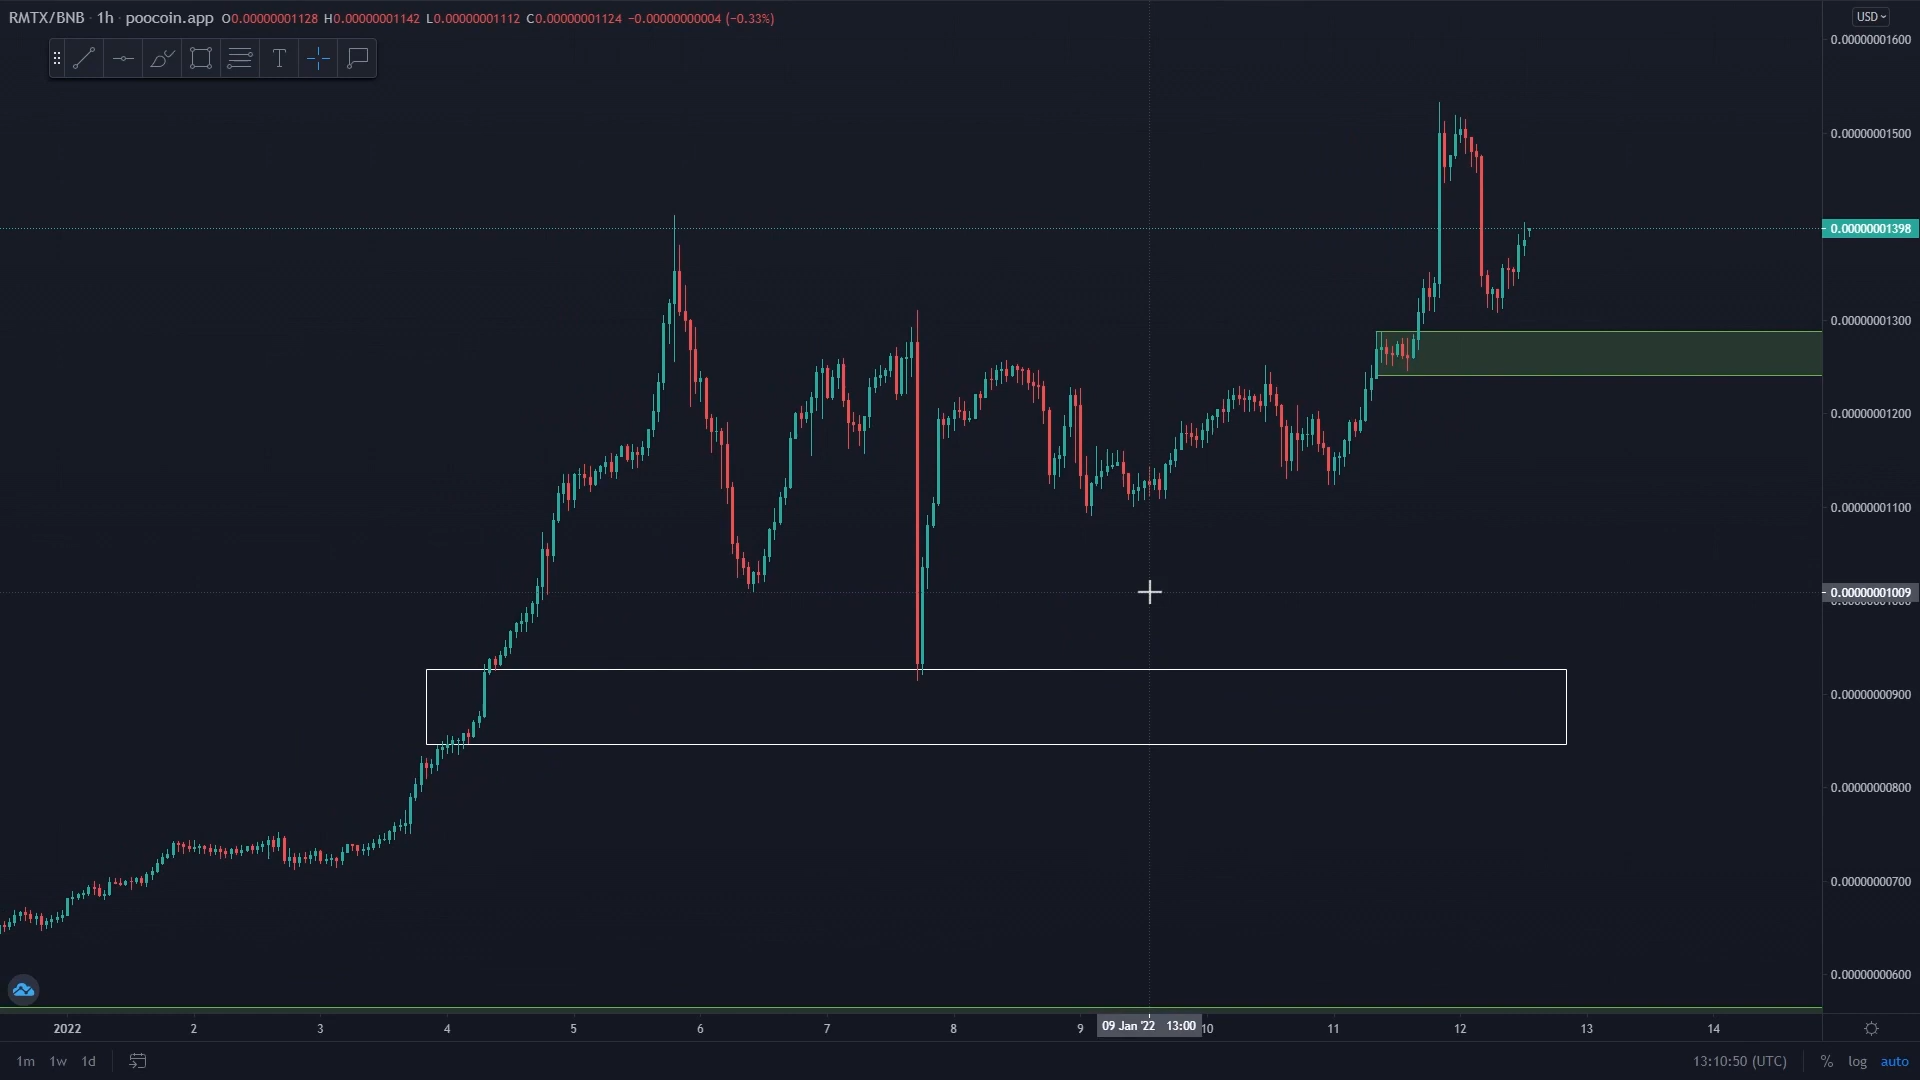 RMTX/BNB · 1h · poocoin.app O0.00000001128 H0.00000001142 L0.00000001112 C0.00000001124 −0.00000000004 (−0.33%)
USD
T
0.00000001600
0.00000001500
0.00000001398
0.00000001300
0.00000001200
0.00000001100
0.00000001009
0.00000000900
0.00000000800
0.00000000700
0.00000000600
2022 2 3 4 5 6 7 8 9 09 Jan '22 13:00 10 11 12 13 14
1m 1w 1d 13:10:50 (UTC) % log auto